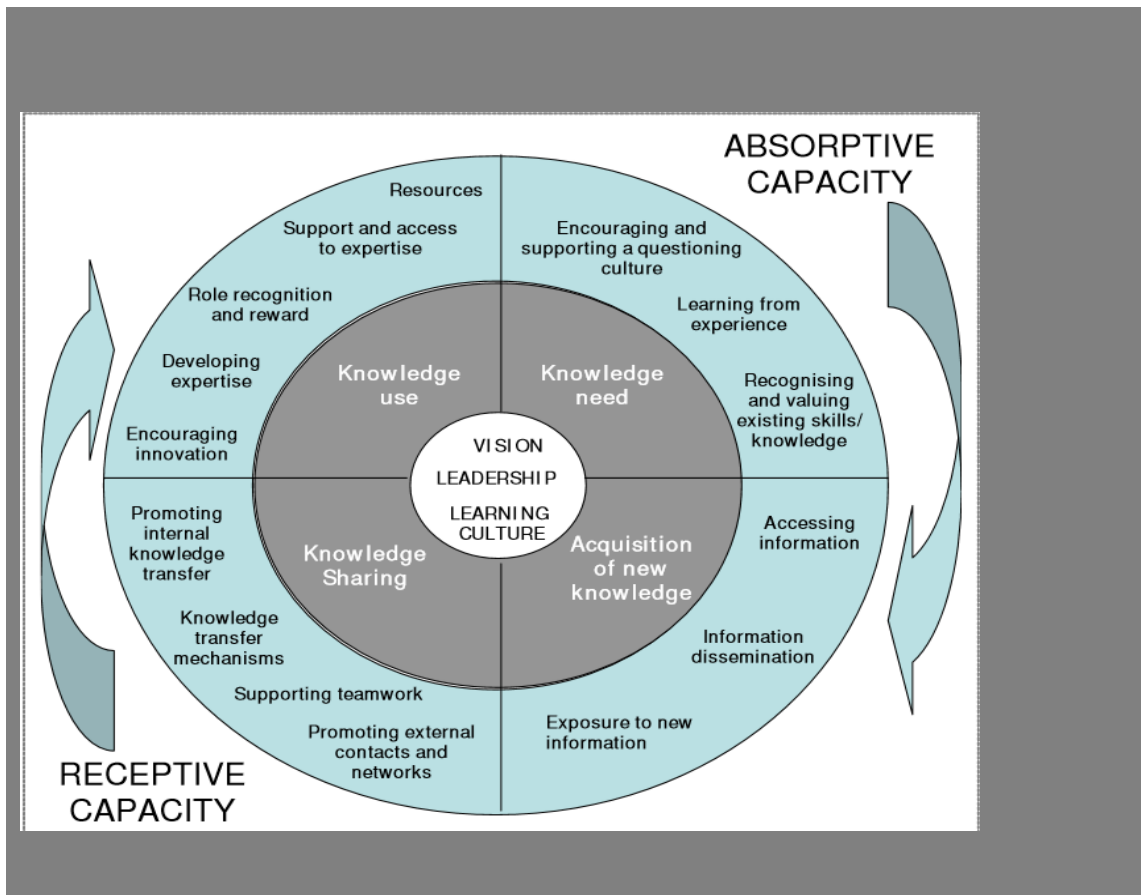 ABSORPTIVE
CAPACITY
Resources
Support and access
to expertise
Role recognition
and reward
Developing
expertise
Encouraging
innovation
Encouraging and
supporting a questioning
culture
Learning from
experience
Recognising
and valuing
existing skills/
knowledge
Knowledge
use
Knowledge
need
VISION
LEADERSHIP
LEARNING
CULTURE
Knowledge
Sharing
Acquisition
of new
knowledge
Promoting
internal
knowledge
transfer
Knowledge
transfer
mechanisms
Supporting teamwork
Promoting external
contacts and
networks
Accessing
information
Information
dissemination
Exposure to new
information
RECEPTIVE
CAPACITY